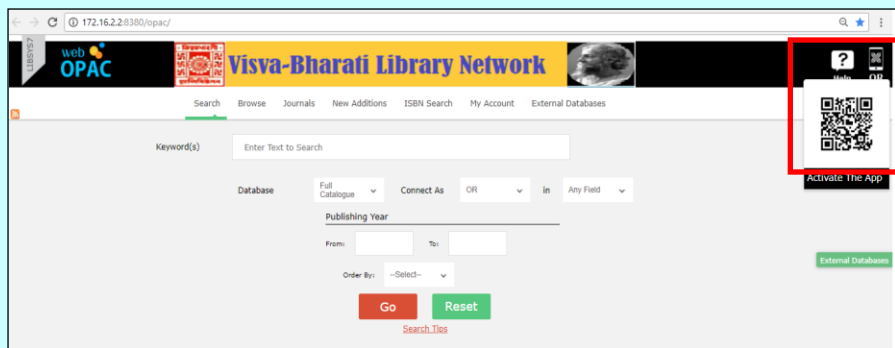 172.16.2.2:8380/opac/
LIBSYS7
web
OPAC
Visva-Bharati Library Network
?
Help QR
Search Browse Journals New Additions ISBN Search My Account External Databases
Keyword(s) Enter Text to Search
Activate The App
Database Full Catalogue Connect As OR in Any Field
Publishing Year
From: To:
External Databases
Order By: --Select--
Go Reset
Search Tips